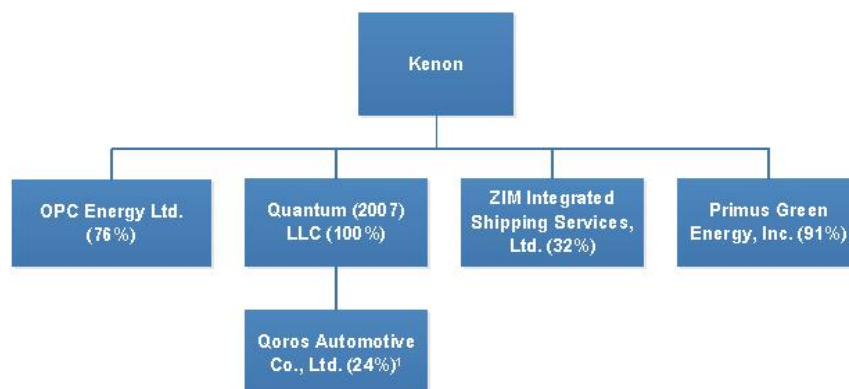 Kenon
OPC Energy Ltd.
(76%)
Quantum (2007)
LLC (100%)
ZIM Integrated
Shipping Services,
Ltd. (32%)
Primus Green
Energy, Inc. (91%)
Qoros Automotive
Co., Ltd. (24%)¹